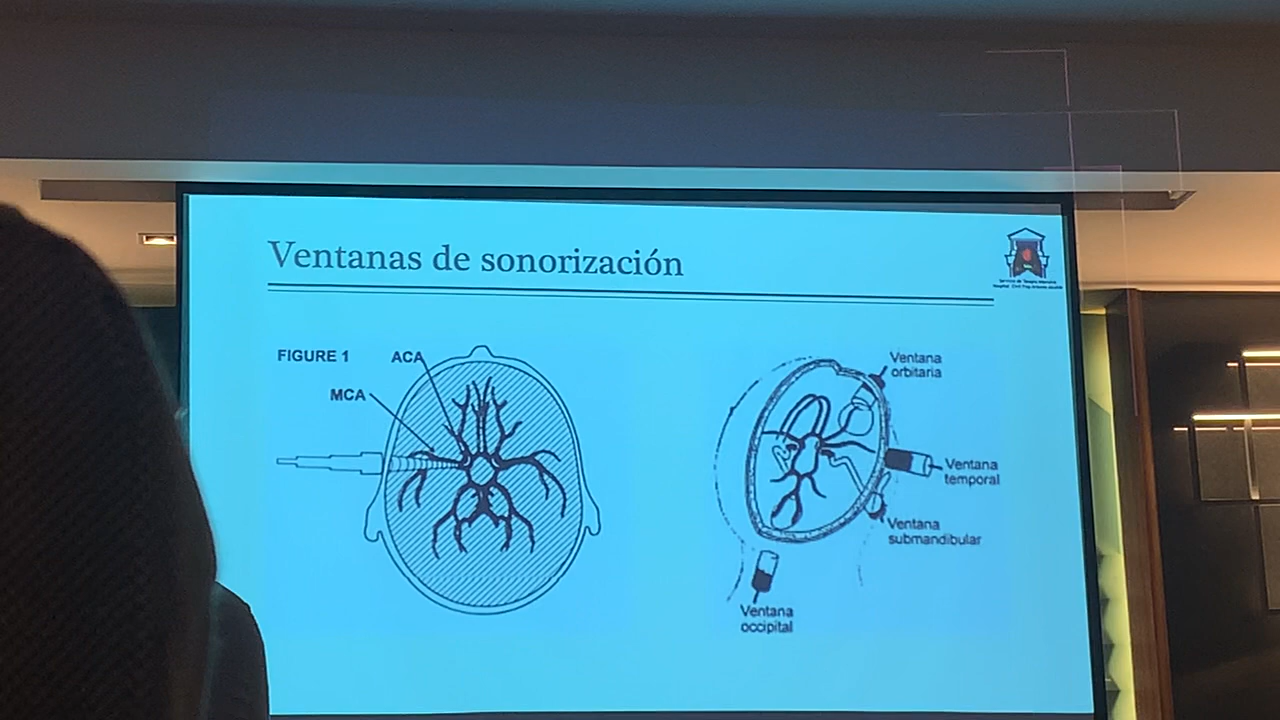 Ventanas de sonorización
FIGURE 1
ACA
MCA
Ventana
orbitaria
Ventana
temporal
Ventana
submandibular
Ventana
occipital